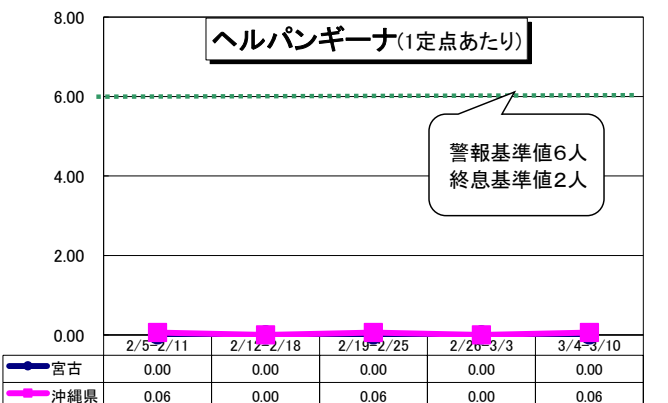 8.00
ヘルパンギーナ(1定点あたり)
6.00
警報基準値6人
終息基準値2人
4.00
2.00
0.00
2/5-2/11 2/12-2/18 2/19-2/25 2/26-3/3 3/4-3/10
宮古 0.00 0.00 0.00 0.00 0.00
沖縄県 0.06 0.00 0.06 0.00 0.06